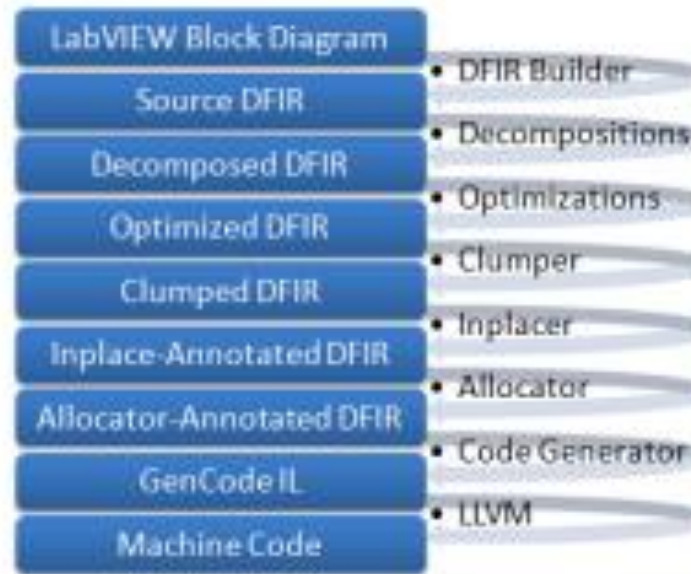 LabVIEW Block Diagram
• DFIR Builder
Source DFIR
• Decompositions
Decomposed DFIR
• Optimizations
Optimized DFIR
• Clumper
Clumped DFIR
• Inplacer
Inplace-Annotated DFIR
• Allocator
Allocator-Annotated DFIR
• Code Generator
GenCode IL
• LLVM
Machine Code